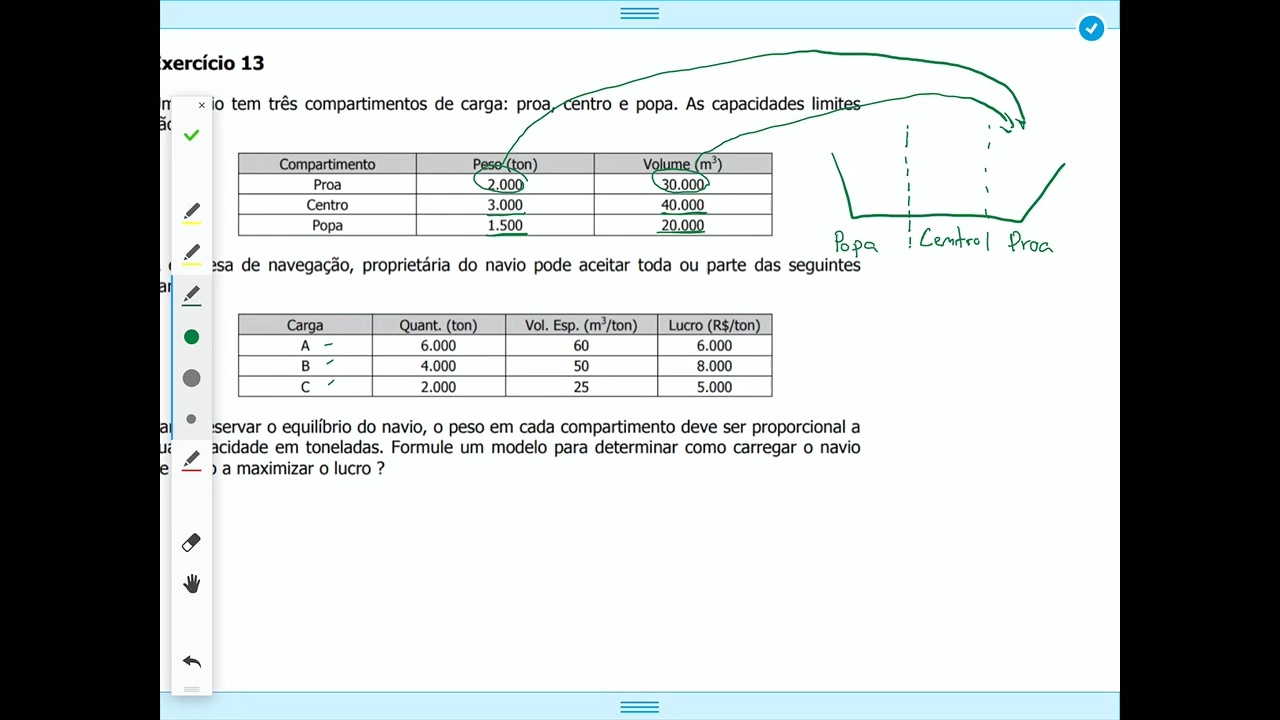 xercício 13
io tem três compartimentos de carga: proa, centro e popa. As capacidades limites
Compartimento Peso (ton) Volume (m³)
Proa 2.000 30.000
Centro 3.000 40.000
Popa 1.500 20.000
Popa Centro Proa
esa de navegação, proprietária do navio pode aceitar toda ou parte das seguintes
Carga Quant. (ton) Vol. Esp. (m³/ton) Lucro (R$/ton)
A 6.000 60 6.000
B 4.000 50 8.000
C 2.000 25 5.000
eservar o equilíbrio do navio, o peso em cada compartimento deve ser proporcional a
acidade em toneladas. Formule um modelo para determinar como carregar o navio
o a maximizar o lucro ?